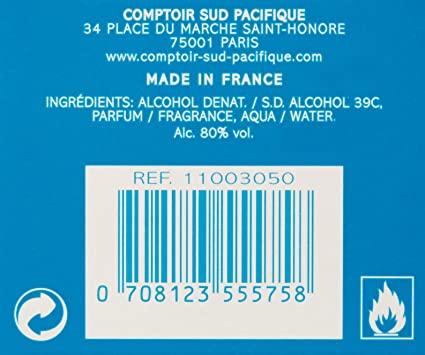 COMPTOIR SUD PACIFIQUE
34 PLACE DU MARCHE SAINT-HONORE
75001 PARIS
www.comptoir-sud-pacifique.com
MADE IN FRANCE
INGRÉDIENTS: ALCOHOL DENAT. / S.D. ALCOHOL 39C,
PARFUM / FRAGRANCE, AQUA / WATER.
Alc. 80% vol.
REF. 11003050
0 708123 555758